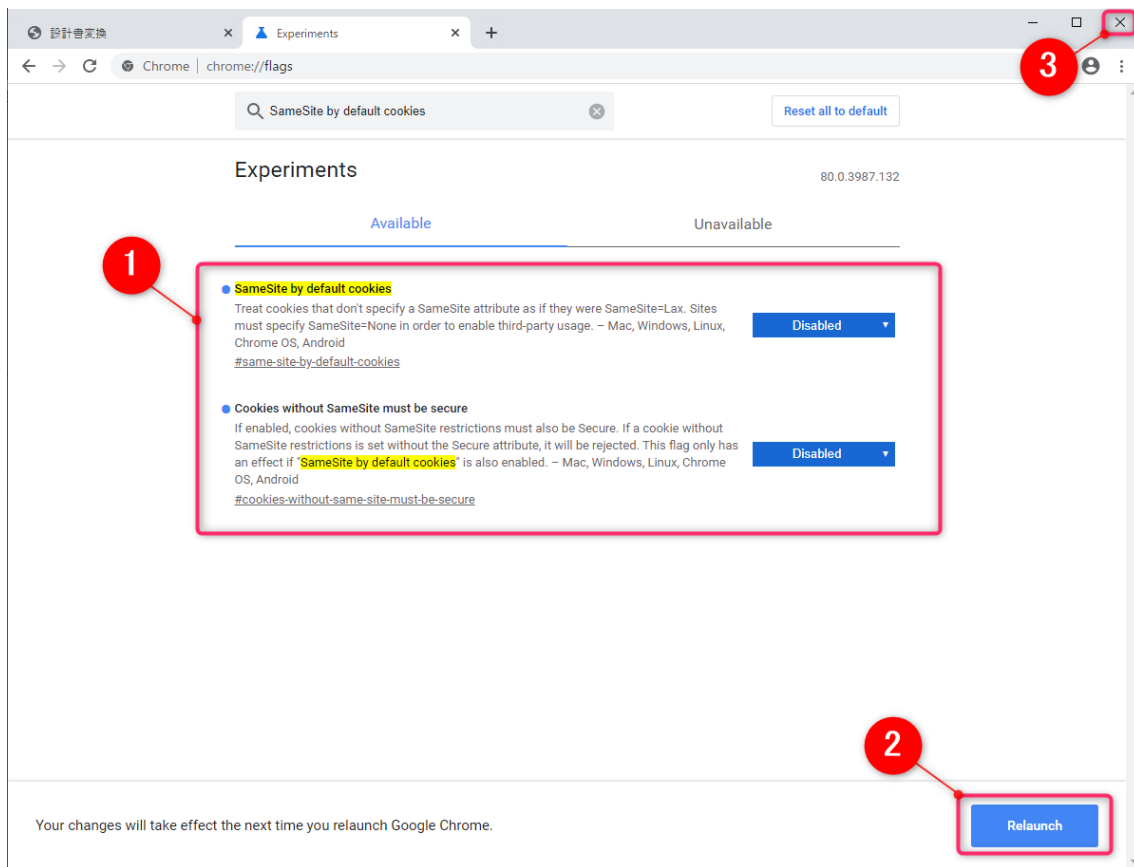 設計書変換
Experiments
3
Chrome | chrome://flags
SameSite by default cookies
Reset all to default
Experiments
80.0.3987.132
Available
Unavailable
1
SameSite by default cookies
Treat cookies that don't specify a SameSite attribute as if they were SameSite=Lax. Sites
must specify SameSite=None in order to enable third-party usage. – Mac, Windows, Linux,
Chrome OS, Android
#same-site-by-default-cookies
Disabled
Cookies without SameSite must be secure
If enabled, cookies without SameSite restrictions must also be Secure. If a cookie without
SameSite restrictions is set without the Secure attribute, it will be rejected. This flag only has
an effect if "SameSite by default cookies" is also enabled. – Mac, Windows, Linux, Chrome
OS, Android
#cookies-without-same-site-must-be-secure
Disabled
2
Your changes will take effect the next time you relaunch Google Chrome.
Relaunch